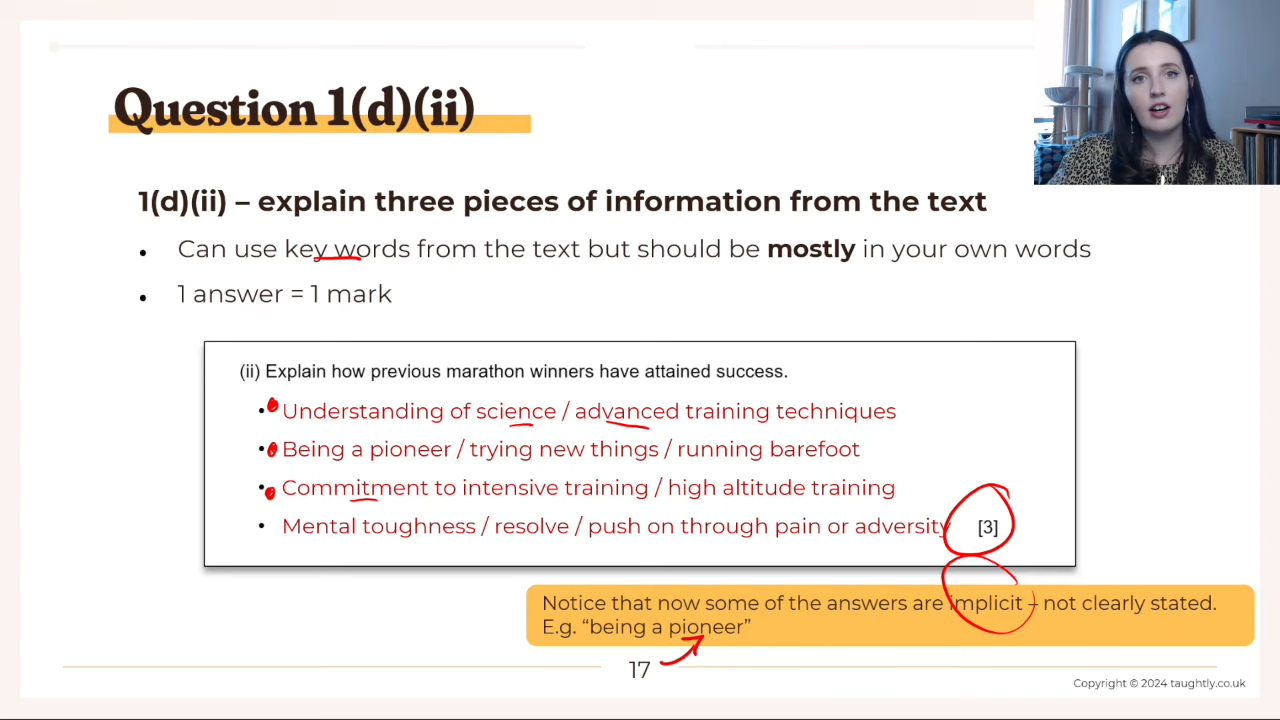 Question 1(d)(ii)
1(d)(ii) – explain three pieces of information from the text
• Can use key words from the text but should be mostly in your own words
• 1 answer = 1 mark
(ii) Explain how previous marathon winners have attained success.
• Understanding of science / advanced training techniques
• Being a pioneer / trying new things / running barefoot
• Commitment to intensive training / high altitude training
• Mental toughness / resolve / push on through pain or adversity [3]
Notice that now some of the answers are implicit – not clearly stated.
E.g. “being a pioneer”
17
Copyright © 2024 taughtly.co.uk